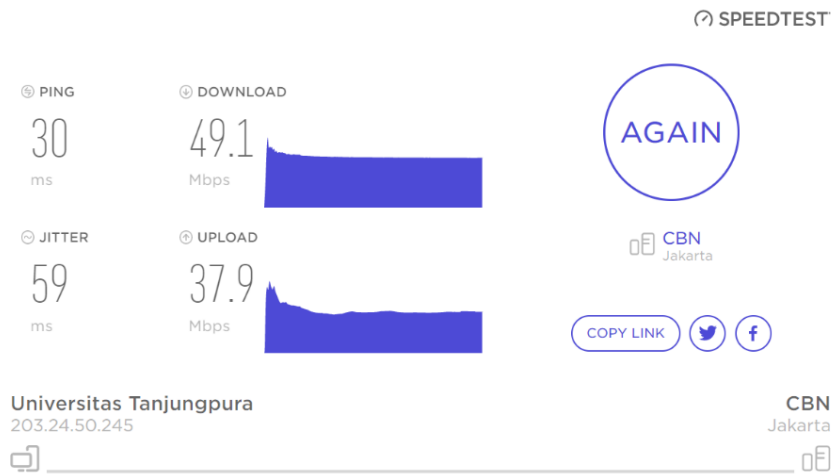 SPEEDTEST
PING
30
ms
DOWNLOAD
49.1
Mbps
JITTER
59
ms
UPLOAD
37.9
Mbps
AGAIN
CBN
Jakarta
COPY LINK
Universitas Tanjungpura
203.24.50.245
CBN
Jakarta